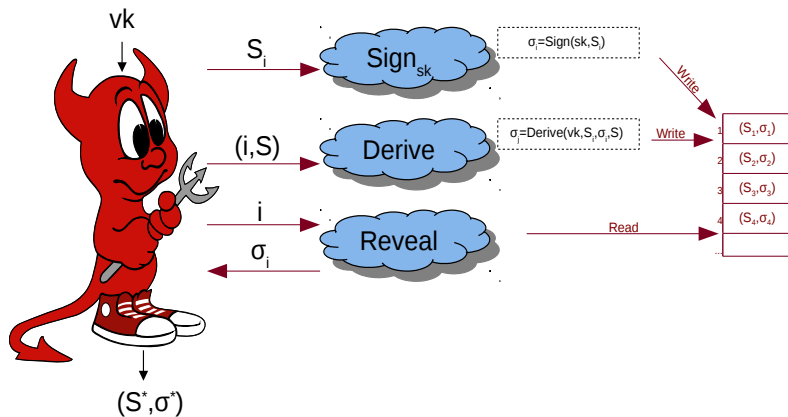 vk
S_i
Sign_sk
σ_i=Sign(sk,S_i)
Write
(i,S)
Derive
σ_j=Derive(vk,S_i,σ_i,S)
Write
1 (S_1,σ_1)
2 (S_2,σ_2)
3 (S_3,σ_3)
4 (S_4,σ_4)
...
i
Reveal
Read
σ_i
(S*,σ*)